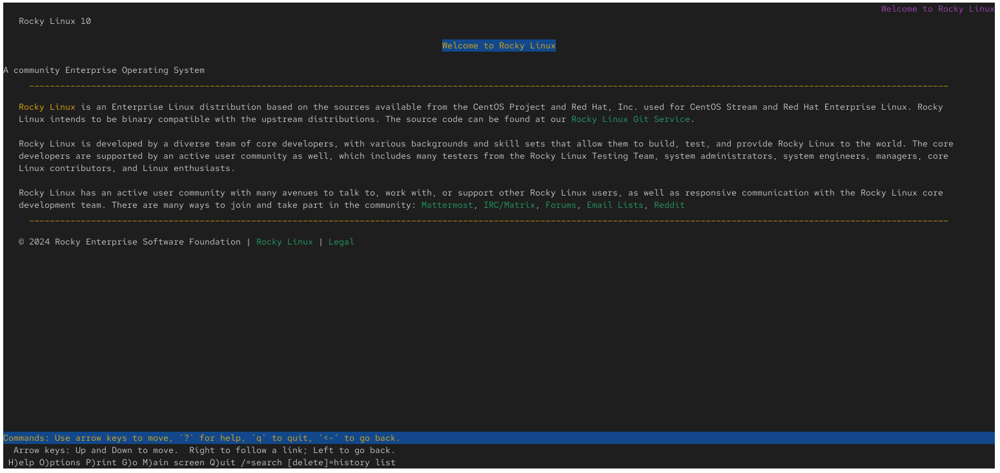 Welcome to Rocky Linux
Rocky Linux 10
Welcome to Rocky Linux
A community Enterprise Operating System
Rocky Linux is an Enterprise Linux distribution based on the sources available from the CentOS Project and Red Hat, Inc. used for CentOS Stream and Red Hat Enterprise Linux. Rocky
Linux intends to be binary compatible with the upstream distributions. The source code can be found at our Rocky Linux Git Service.
Rocky Linux is developed by a diverse team of core developers, with various backgrounds and skill sets that allow them to build, test, and provide Rocky Linux to the world. The core
developers are supported by an active user community as well, which includes many testers from the Rocky Linux Testing Team, system administrators, system engineers, managers, core
Linux contributors, and Linux enthusiasts.
Rocky Linux has an active user community with many avenues to talk to, work with, or support other Rocky Linux users, as well as responsive communication with the Rocky Linux core
development team. There are many ways to join and take part in the community: Mattermost, IRC/Matrix, Forums, Email Lists, Reddit
© 2024 Rocky Enterprise Software Foundation | Rocky Linux | Legal
Commands: Use arrow keys to move, '?' for help, 'q' to quit, '<-' to go back.
Arrow keys: Up and Down to move.  Right to follow a link; Left to go back.
H)elp O)ptions P)rint G)o M)ain screen Q)uit /=search [delete]=history list